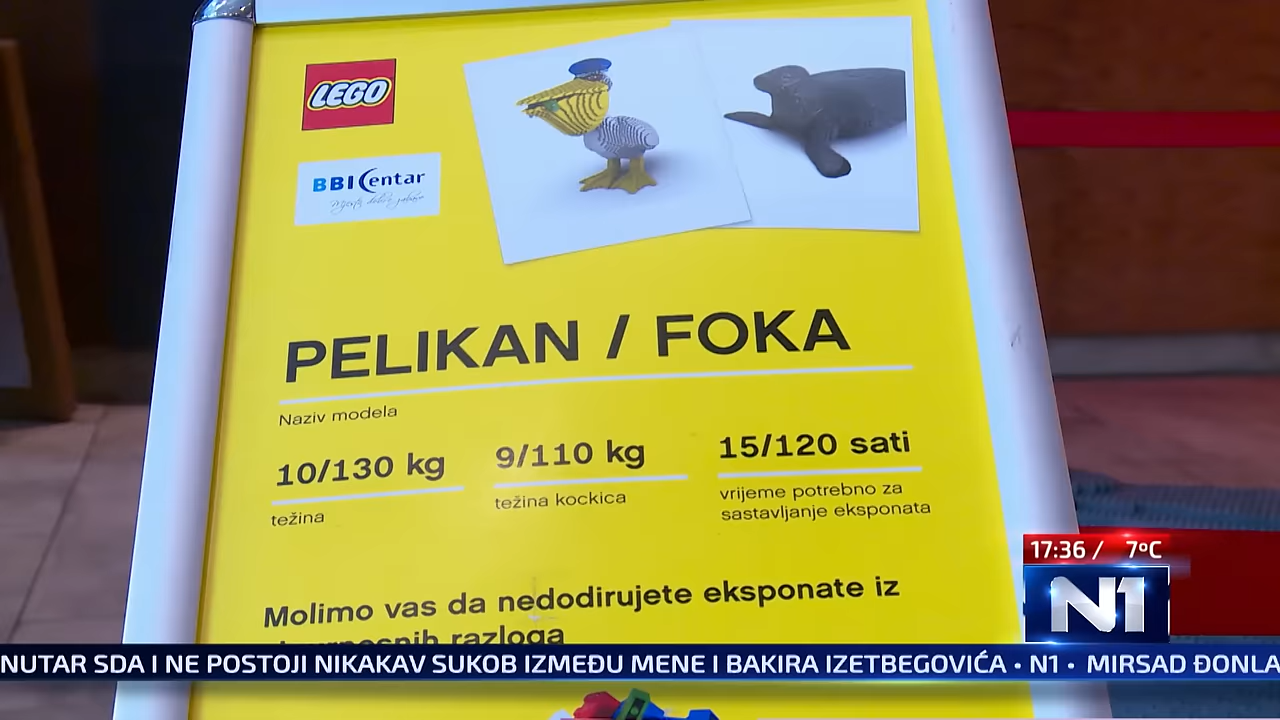 LEGO
BBI Centar
PELIKAN / FOKA
Naziv modela
10/130 kg
težina
9/110 kg
težina kockica
15/120 sati
vrijeme potrebno za
sastavljanje eksponata
Molimo vas da nedodirujete eksponate iz
razloga
17:36 / 7ºC
N1
NUTAR SDA I NE POSTOJI NIKAKAV SUKOB IZMEĐU MENE I BAKIRA IZETBEGOVIĆA • N1 • MIRSAD ĐONLA